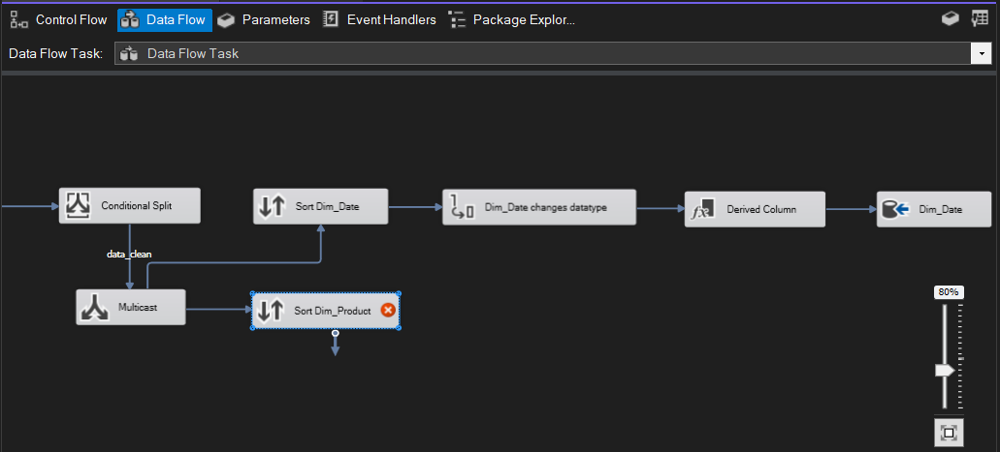 Control Flow Data Flow Parameters Event Handlers Package Explor...
Data Flow Task: Data Flow Task
Conditional Split
Sort Dim_Date
Dim_Date changes datatype
Derived Column
Dim_Date
data_clean
Multicast
Sort Dim_Product
80%